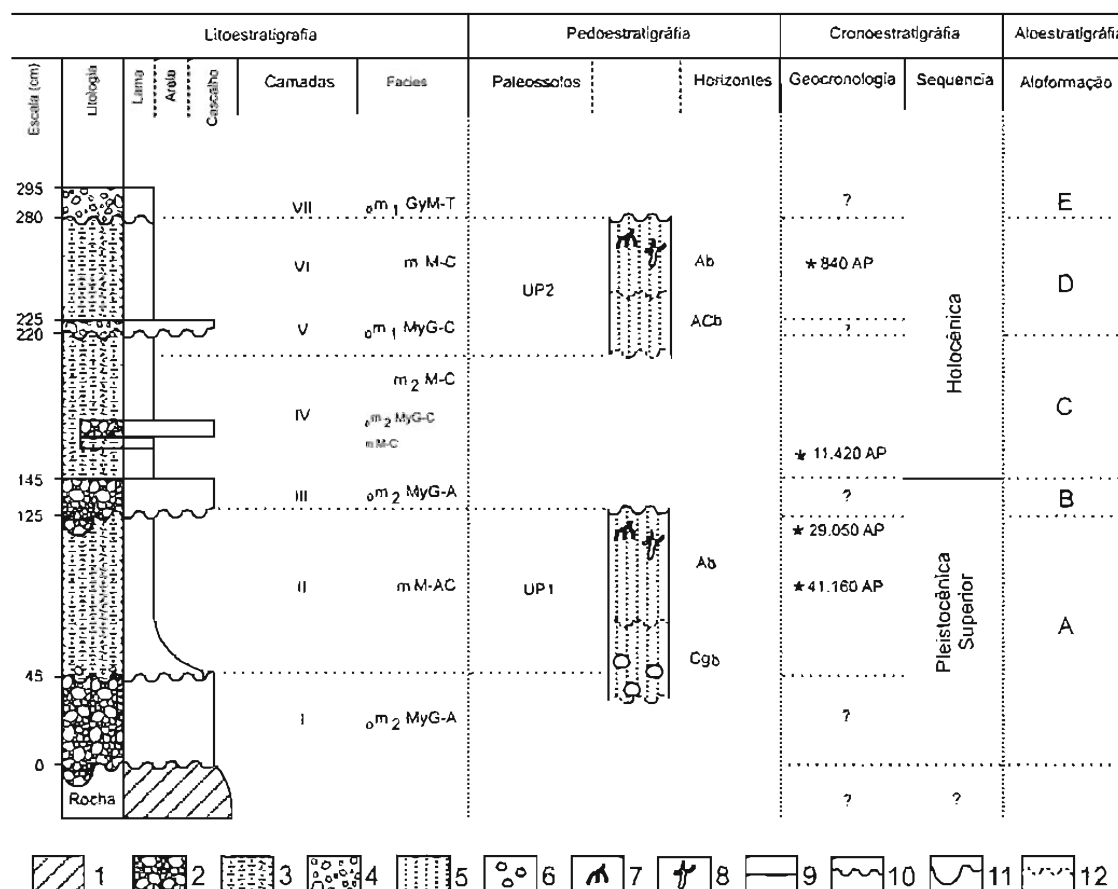 Litoestratigrafia Pedoestratigráfia Cronoestratigráfia Aloestratigráfia
Escala (cm) Litologia Lama Areia Cascalho Camadas Facies Paleossolos Horizontes Geocronologia Sequencia Aloformação
295 VII om1 GyM-T ? E
280
VI m M-C Ab * 840 AP D
UP2
225 V om1 MyG-C ACb ?
220
m2 M-C Holocênica
IV om2 MyG-C C
m M-C
* 11.420 AP
145
III om2 MyG-A ? B
125
* 29.050 AP
II m M-AC UP1 Ab * 41.160 AP Pleistocênica Superior A
Cgb
45
I om2 MyG-A ?
0
Rocha ? ?
1 2 3 4 5 6 7 8 9 10 11 12